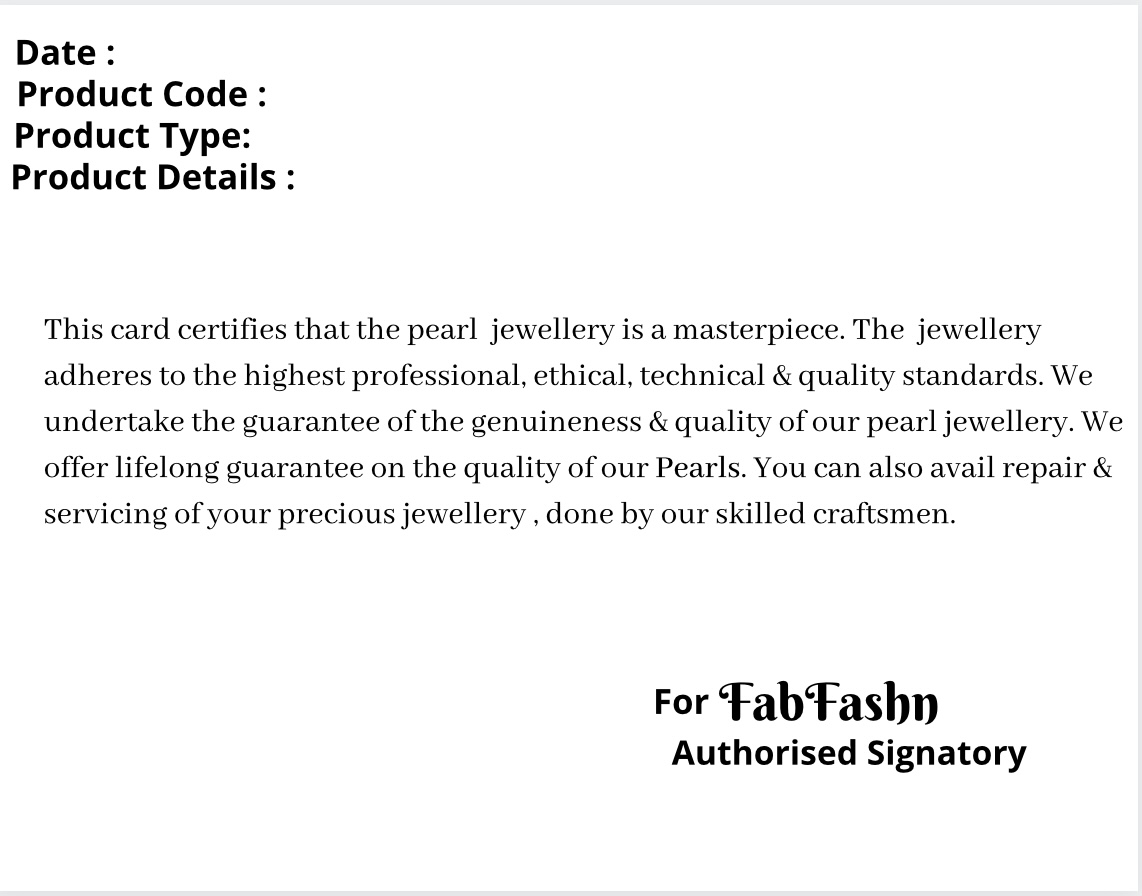 Date :
Product Code :
Product Type:
Product Details :
This card certifies that the pearl  jewellery is a masterpiece. The  jewellery
adheres to the highest professional, ethical, technical & quality standards. We
undertake the guarantee of the genuineness & quality of our pearl jewellery. We
offer lifelong guarantee on the quality of our Pearls. You can also avail repair &
servicing of your precious jewellery , done by our skilled craftsmen.
For FabFashn
Authorised Signatory